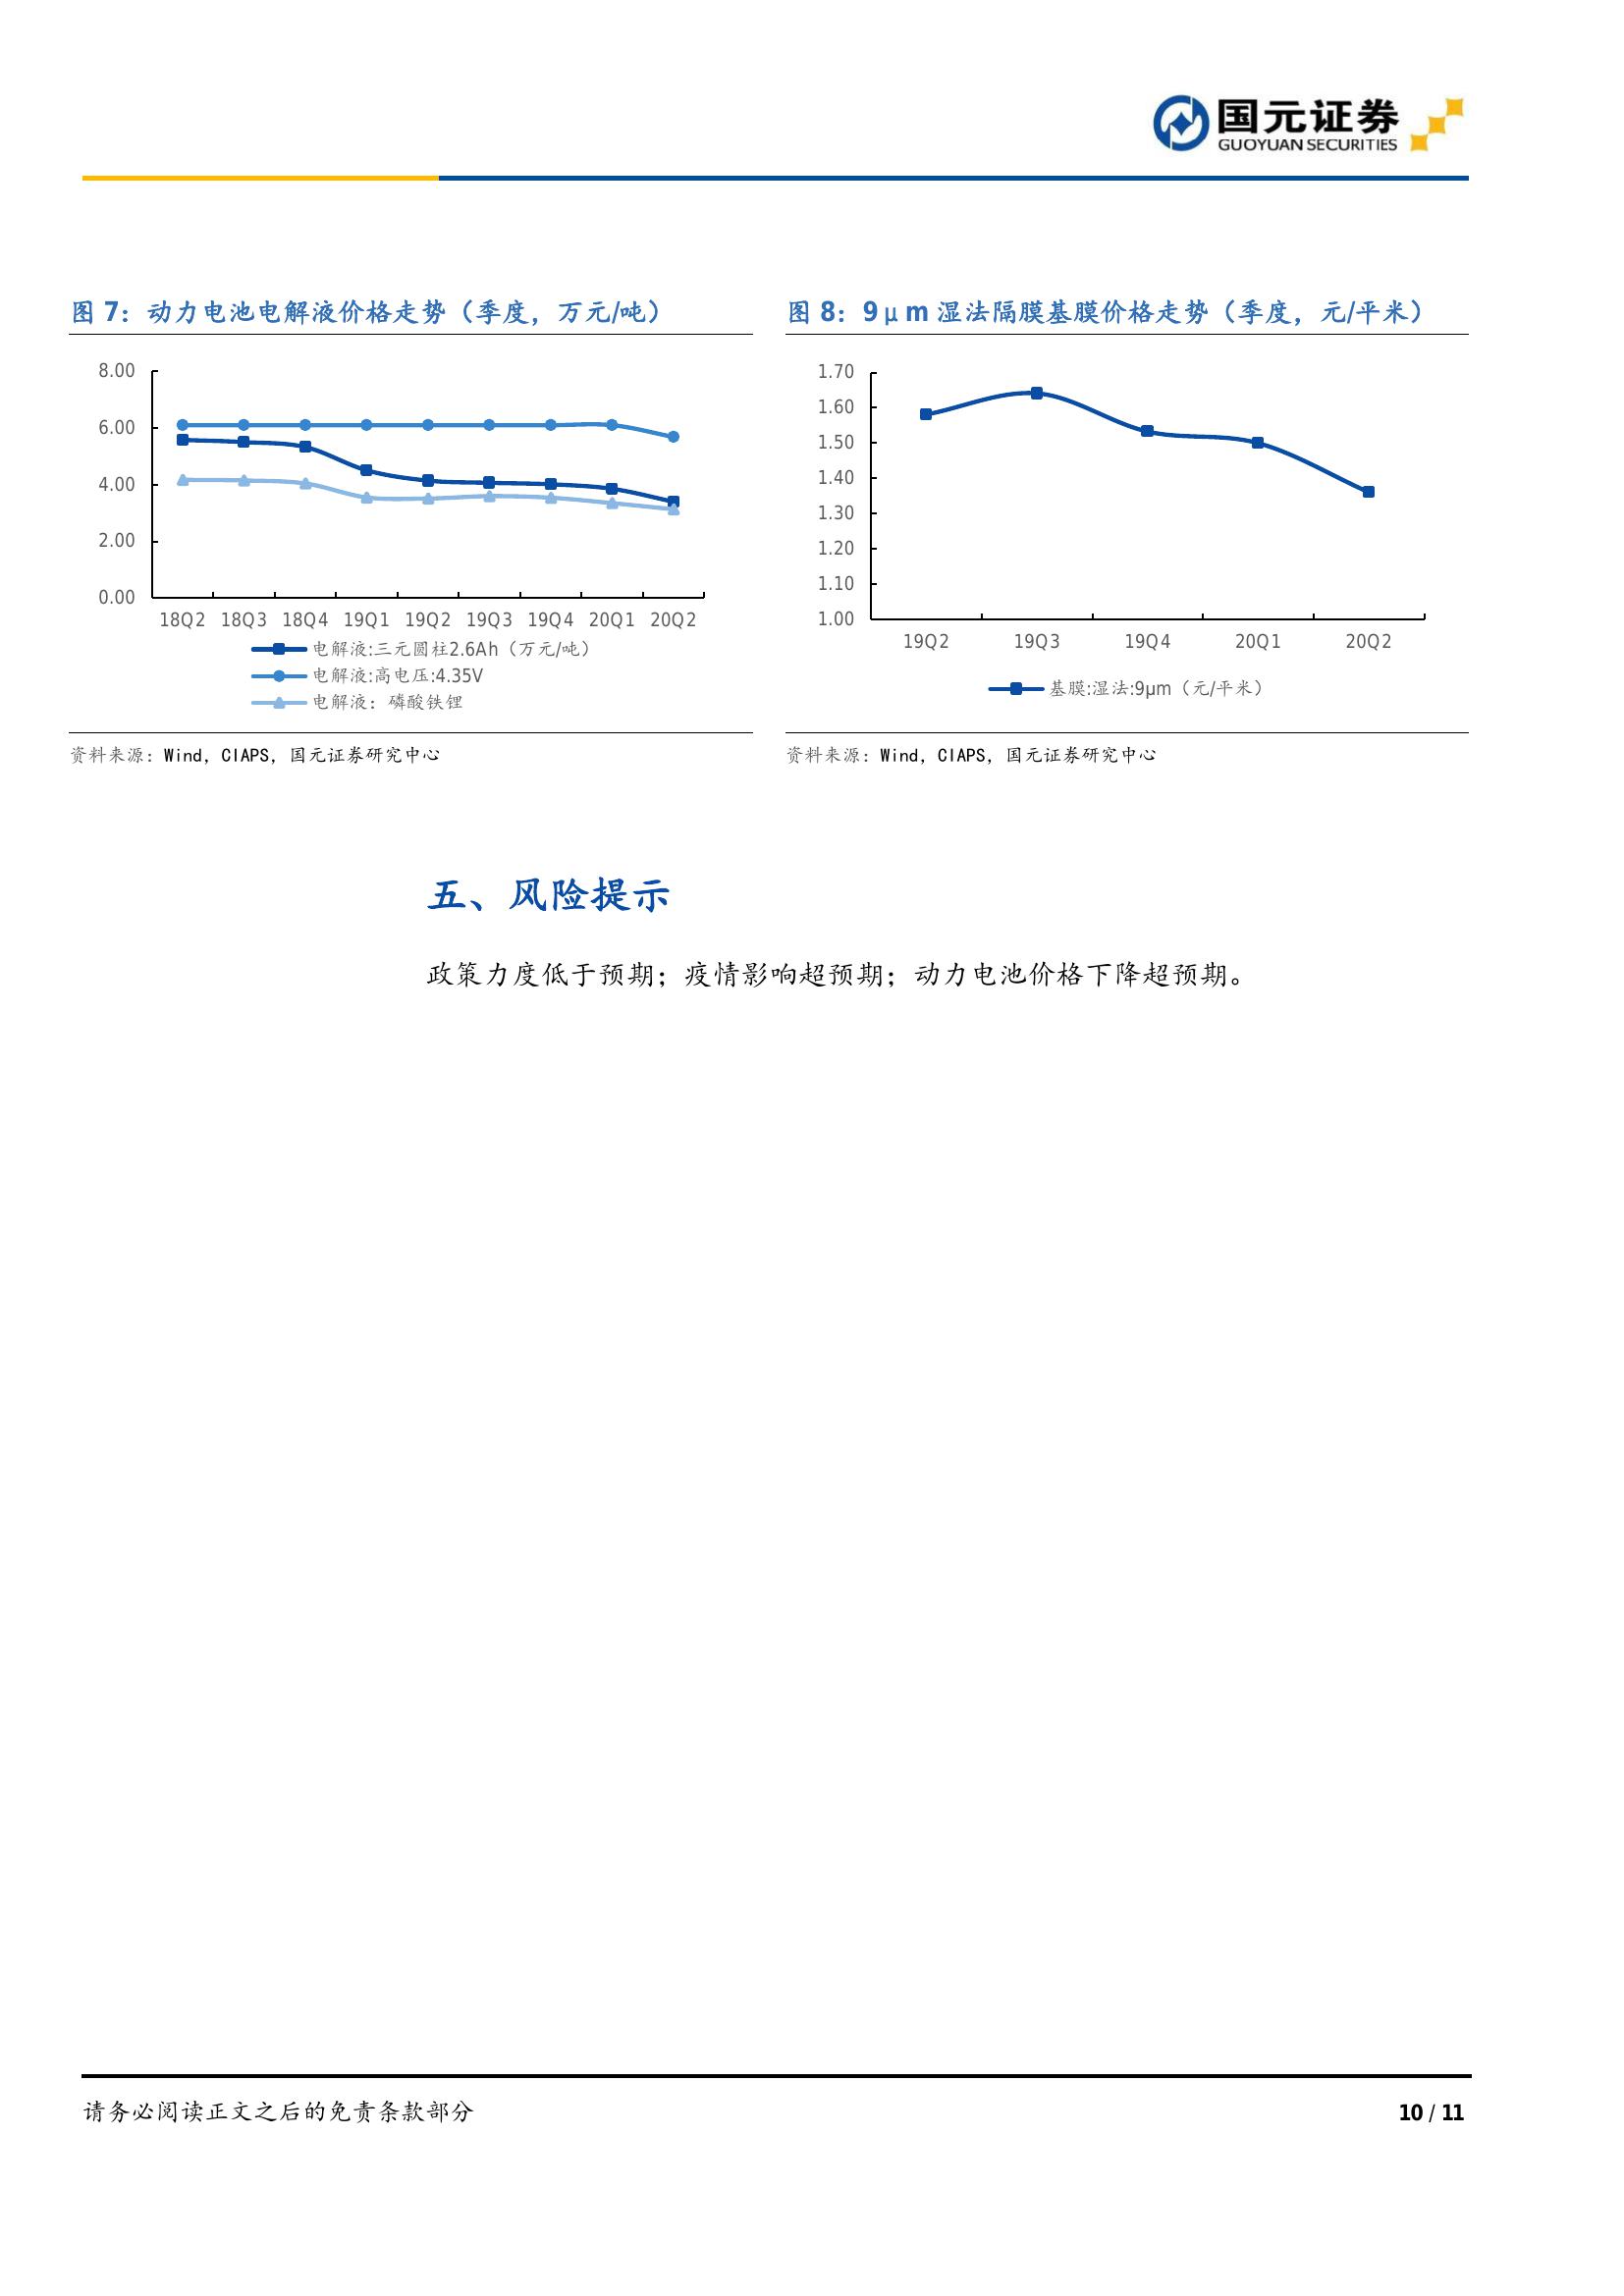 国元证券
GUOYUAN SECURITIES
图 7：动力电池电解液价格走势（季度，万元/吨）
8.00
6.00
4.00
2.00
0.00
18Q2 18Q3 18Q4 19Q1 19Q2 19Q3 19Q4 20Q1 20Q2
电解液:三元圆柱2.6Ah（万元/吨）
电解液:高电压:4.35V
电解液：磷酸铁锂
资料来源：Wind，CIAPS，国元证券研究中心
图 8：9μm 湿法隔膜基膜价格走势（季度，元/平米）
1.70
1.60
1.50
1.40
1.30
1.20
1.10
1.00
19Q2 19Q3 19Q4 20Q1 20Q2
基膜:湿法:9μm（元/平米）
资料来源：Wind，CIAPS，国元证券研究中心
五、风险提示
政策力度低于预期；疫情影响超预期；动力电池价格下降超预期。
请务必阅读正文之后的免责条款部分
10 / 11